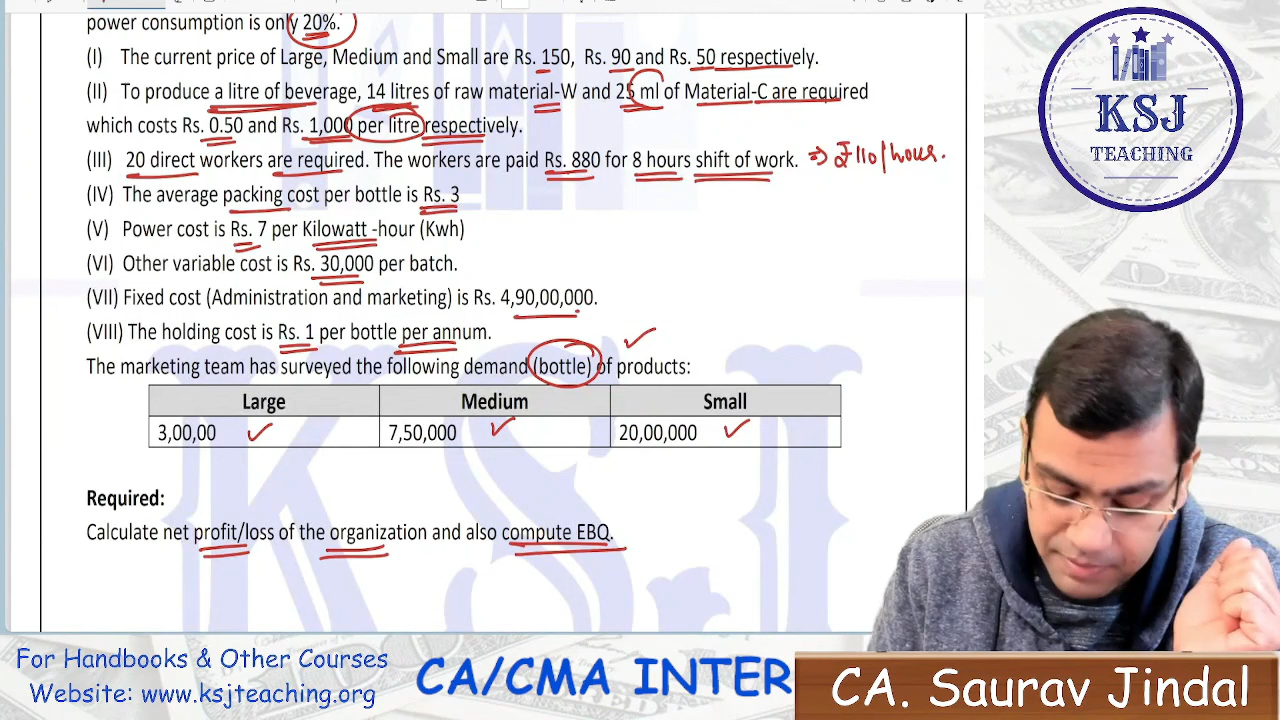 power consumption is only 20%.
(I) The current price of Large, Medium and Small are Rs. 150, Rs. 90 and Rs. 50 respectively.
(II) To produce a litre of beverage, 14 litres of raw material-W and 25 ml of Material-C are required
which costs Rs. 0.50 and Rs. 1,000 per litre respectively.
(III) 20 direct workers are required. The workers are paid Rs. 880 for 8 hours shift of work. ⇒ ₹110/hour.
(IV) The average packing cost per bottle is Rs. 3
(V) Power cost is Rs. 7 per Kilowatt -hour (Kwh)
(VI) Other variable cost is Rs. 30,000 per batch.
(VII) Fixed cost (Administration and marketing) is Rs. 4,90,00,000.
(VIII) The holding cost is Rs. 1 per bottle per annum.
The marketing team has surveyed the following demand (bottle) of products:
Large Medium Small
3,00,00 7,50,000 20,00,000
Required:
Calculate net profit/loss of the organization and also compute EBQ.
KSJ
KSJ
TEACHING
For Handbooks & Other Courses
Website: www.ksjteaching.org
CA/CMA INTER
CA. Saurav Jindal